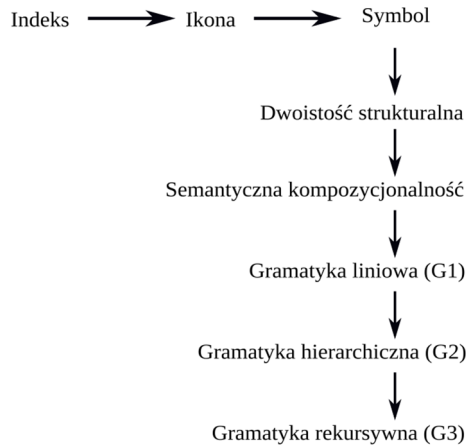 Indeks Ikona Symbol
Dwoistość strukturalna
Semantyczna kompozycjonalność
Gramatyka liniowa (G1)
Gramatyka hierarchiczna (G2)
Gramatyka rekursywna (G3)